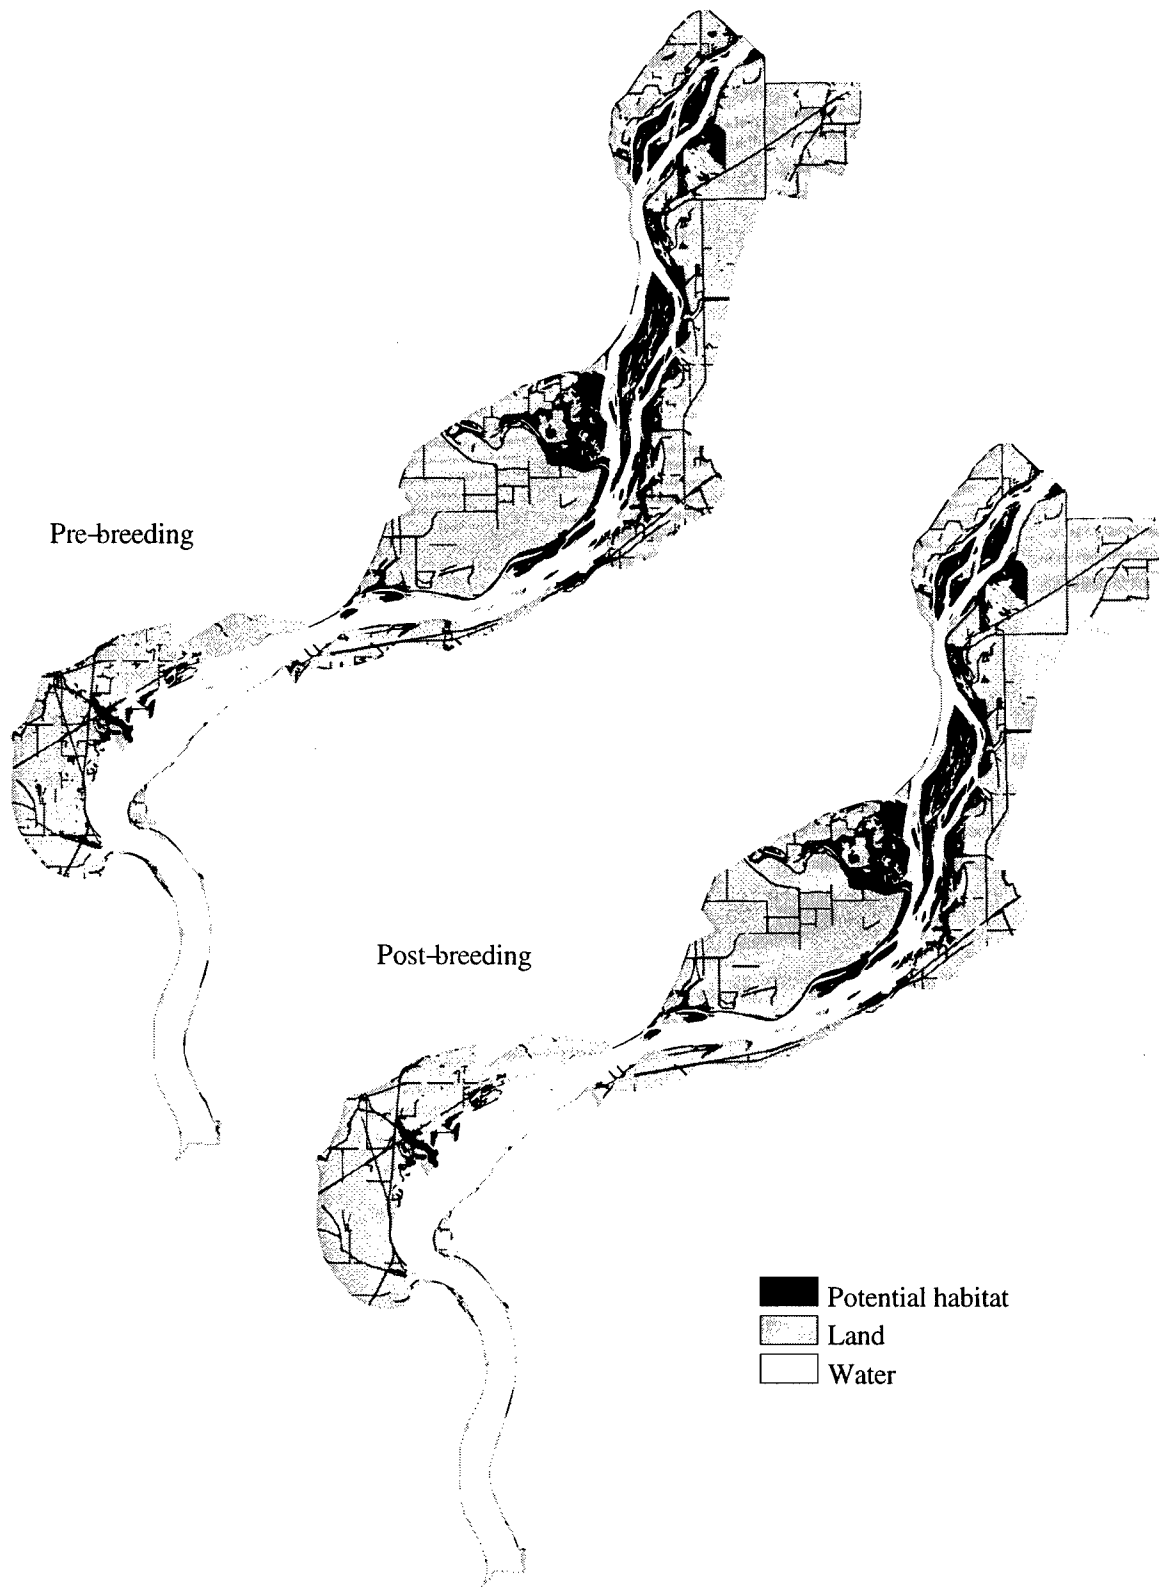 Pre-breeding
Post-breeding
Potential habitat
Land
Water